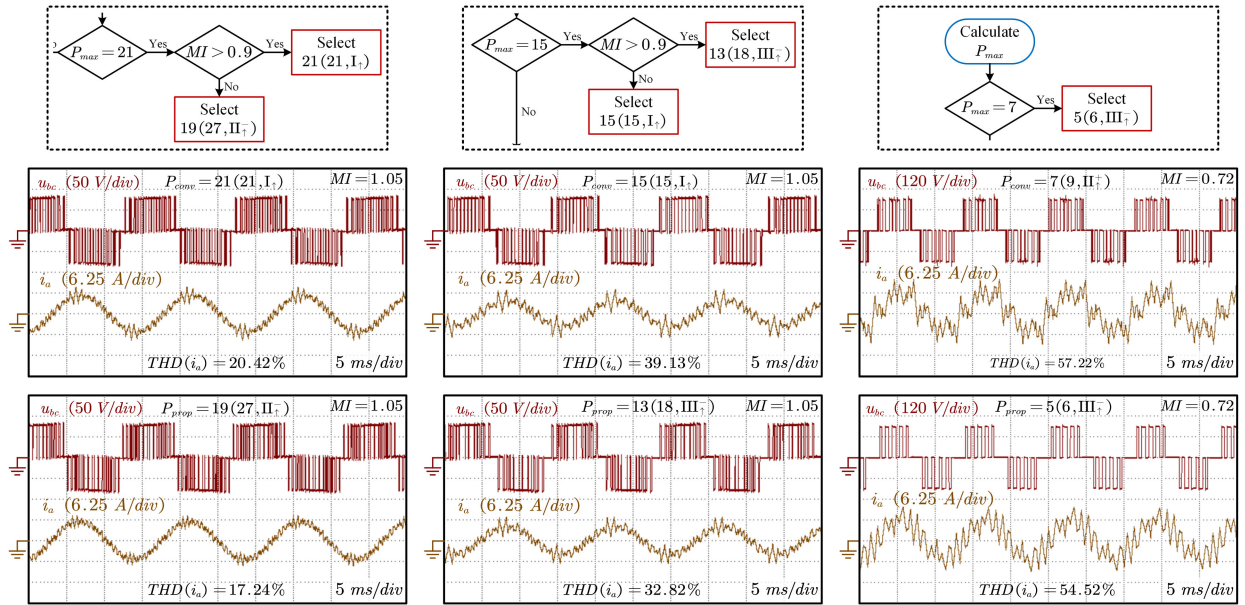 P_max = 21
Yes
MI > 0.9
Yes
Select
21(21, I↑)
No
Select
19(27, II↑⁻)
P_max = 15
Yes
MI > 0.9
Yes
Select
13(18, III↑⁻)
No
No
Select
15(15, I↑)
Calculate
P_max
P_max = 7
Yes
Select
5(6, III↑⁻)
u_bc (50 V/div) P_conv = 21(21, I↑) MI = 1.05
i_a (6.25 A/div)
THD(i_a) = 20.42% 5 ms/div
u_bc (50 V/div) P_conv = 15(15, I↑) MI = 1.05
i_a (6.25 A/div)
THD(i_a) = 39.13% 5 ms/div
u_bc (120 V/div) P_conv = 7(9, II↑⁺) MI = 0.72
i_a (6.25 A/div)
THD(i_a) = 57.22% 5 ms/div
u_bc (50 V/div) P_prop = 19(27, II↑⁻) MI = 1.05
i_a (6.25 A/div)
THD(i_a) = 17.24% 5 ms/div
u_bc (50 V/div) P_prop = 13(18, III↑⁻) MI = 1.05
i_a (6.25 A/div)
THD(i_a) = 32.82% 5 ms/div
u_bc (120 V/div) P_prop = 5(6, III↑⁻) MI = 0.72
i_a (6.25 A/div)
THD(i_a) = 54.52% 5 ms/div